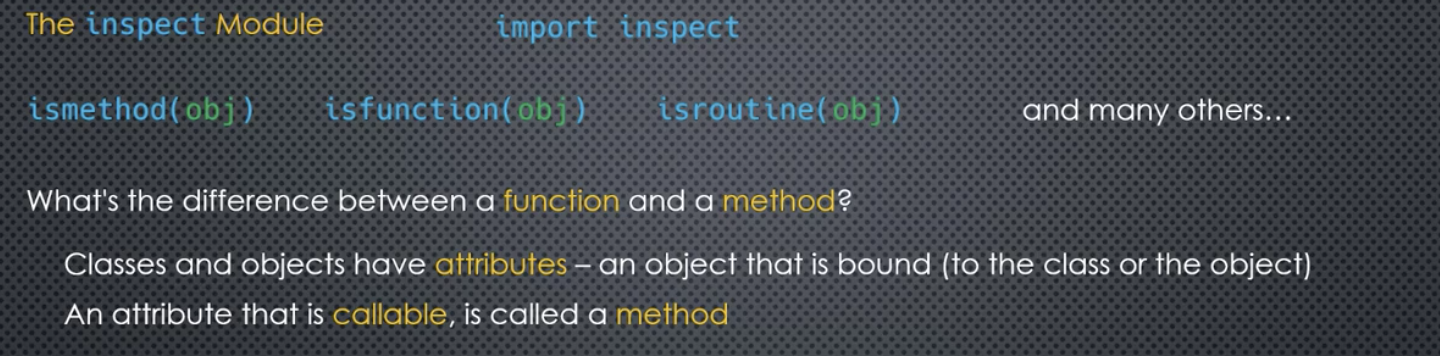 The inspect Module import inspect
ismethod(obj) isfunction(obj) isroutine(obj) and many others...
What's the difference between a function and a method?
Classes and objects have attributes – an object that is bound (to the class or the object)
An attribute that is callable, is called a method